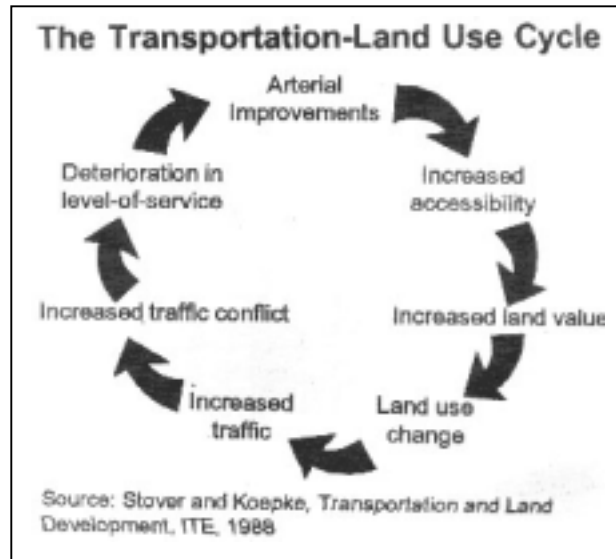 The Transportation-Land Use Cycle
Arterial
Improvements
Increased
accessibility
Increased land value
Land use
change
Increased
traffic
Increased traffic conflict
Deterioration in
level-of-service
Source: Stover and Koepke, Transportation and Land
Development, ITE, 1988